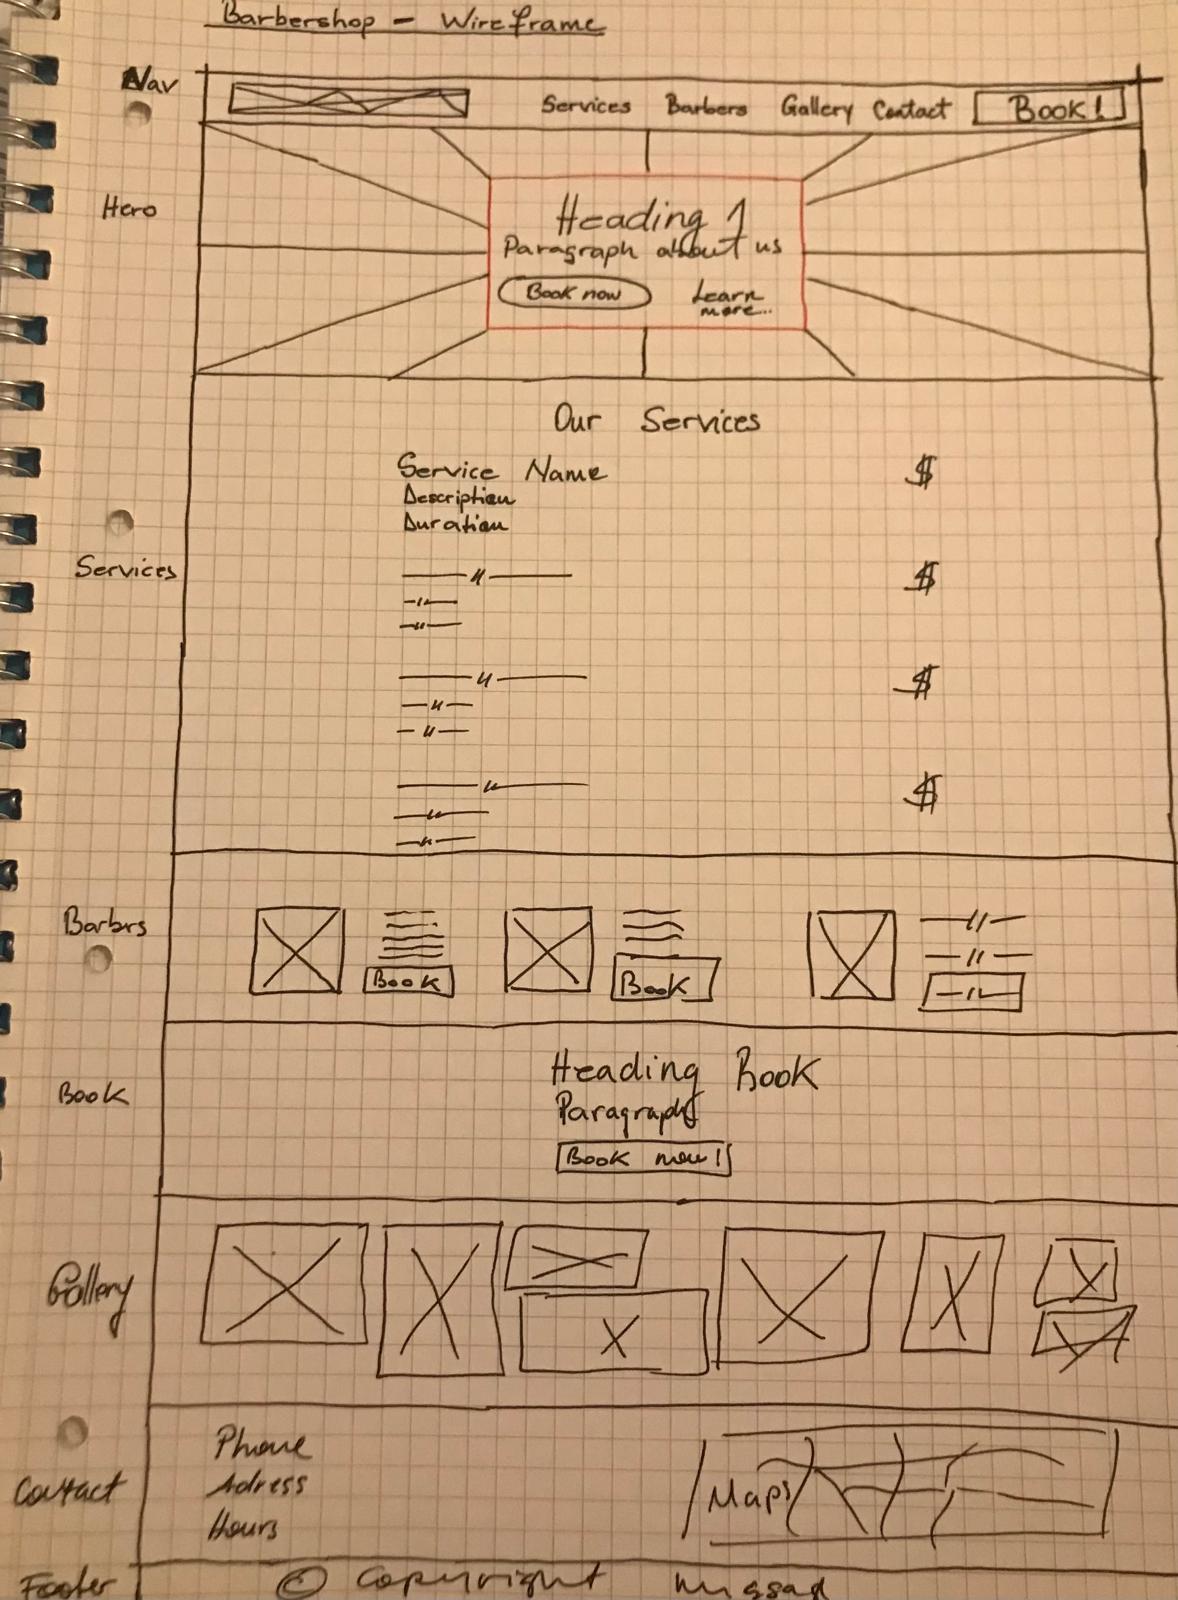 Barbershop - Wireframe
Nav
Services Barbers Gallery Contact Book!
Hero
Heading 1
Paragraph about us
Book now
Learn
more...
Our Services
Service Name $
Description
Duration
Services
$
$
$
Barbrs
Book
Book
Book
Heading Book
Paragraph
Book now!
Gallery
Contact
Phone
Adress
Hours
Maps
Footer
© Copyright